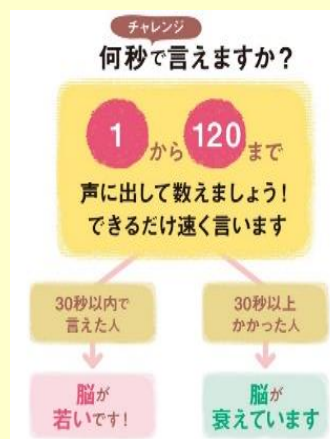 チャレンジ
何秒で言えますか？
1から120まで
声に出して数えましょう！
できるだけ速く言います
30秒以内で
言えた人
30秒以上
かかった人
脳が
若いです！
脳が
衰えています